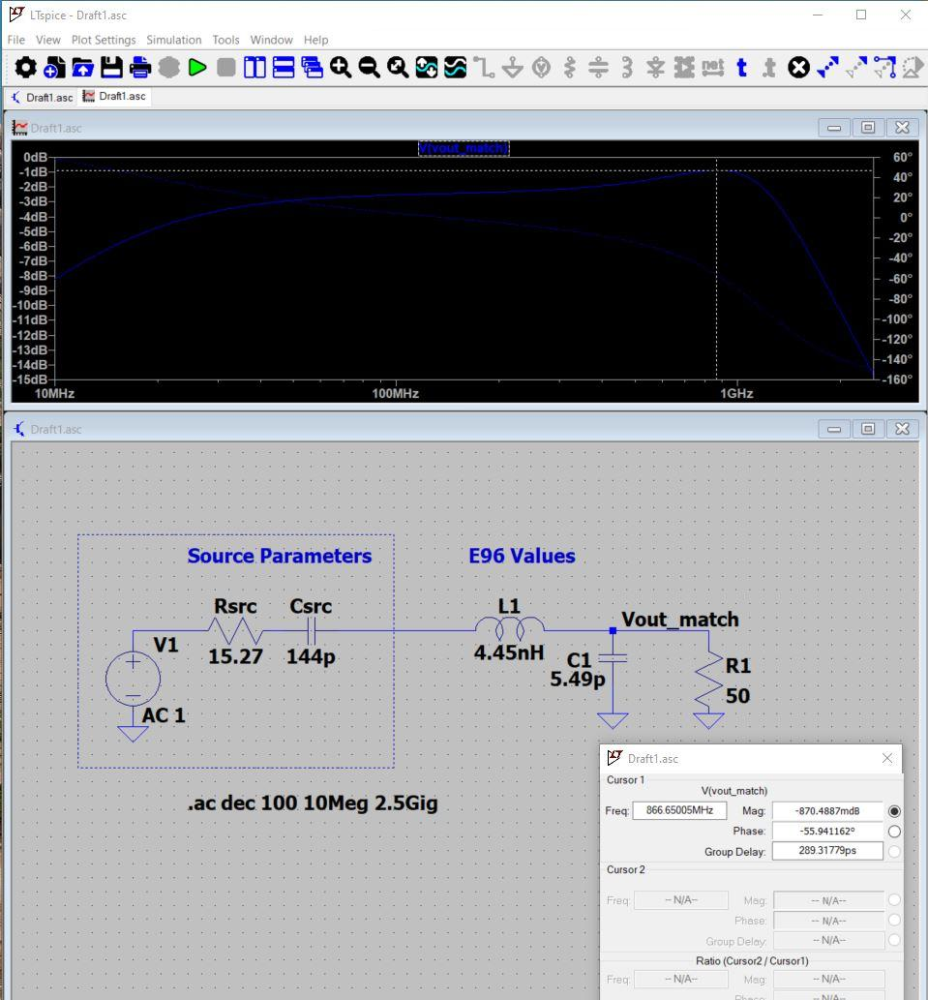 LTspice - Draft1.asc
File View Plot Settings Simulation Tools Window Help
net t t
Draft1.asc Draft1.asc
Draft1.asc
V(vout_match)
0dB 60°
-1dB
-2dB 40°
-3dB 20°
-4dB 0°
-5dB -20°
-6dB
-7dB -40°
-8dB -60°
-9dB -80°
-10dB
-11dB -100°
-12dB -120°
-13dB
-14dB -140°
-15dB -160°
10MHz 100MHz 1GHz
Draft1.asc
Source Parameters E96 Values
Rsrc Csrc L1
Vout_match
V1 15.27 144p 4.45nH C1 R1
5.49p 50
AC 1
.ac dec 100 10Meg 2.5Gig
Draft1.asc
Cursor 1
V(vout_match)
Freq: 866.65005MHz Mag: -870.4887mdB
Phase: -55.941162°
Group Delay: 289.31779ps
Cursor 2
Freq: -- N/A-- Mag: -- N/A--
Phase: -- N/A--
Group Delay: -- N/A--
Ratio (Cursor2 / Cursor1)
Freq: -- N/A-- Mag: -- N/A--
Phase: -- N/A--